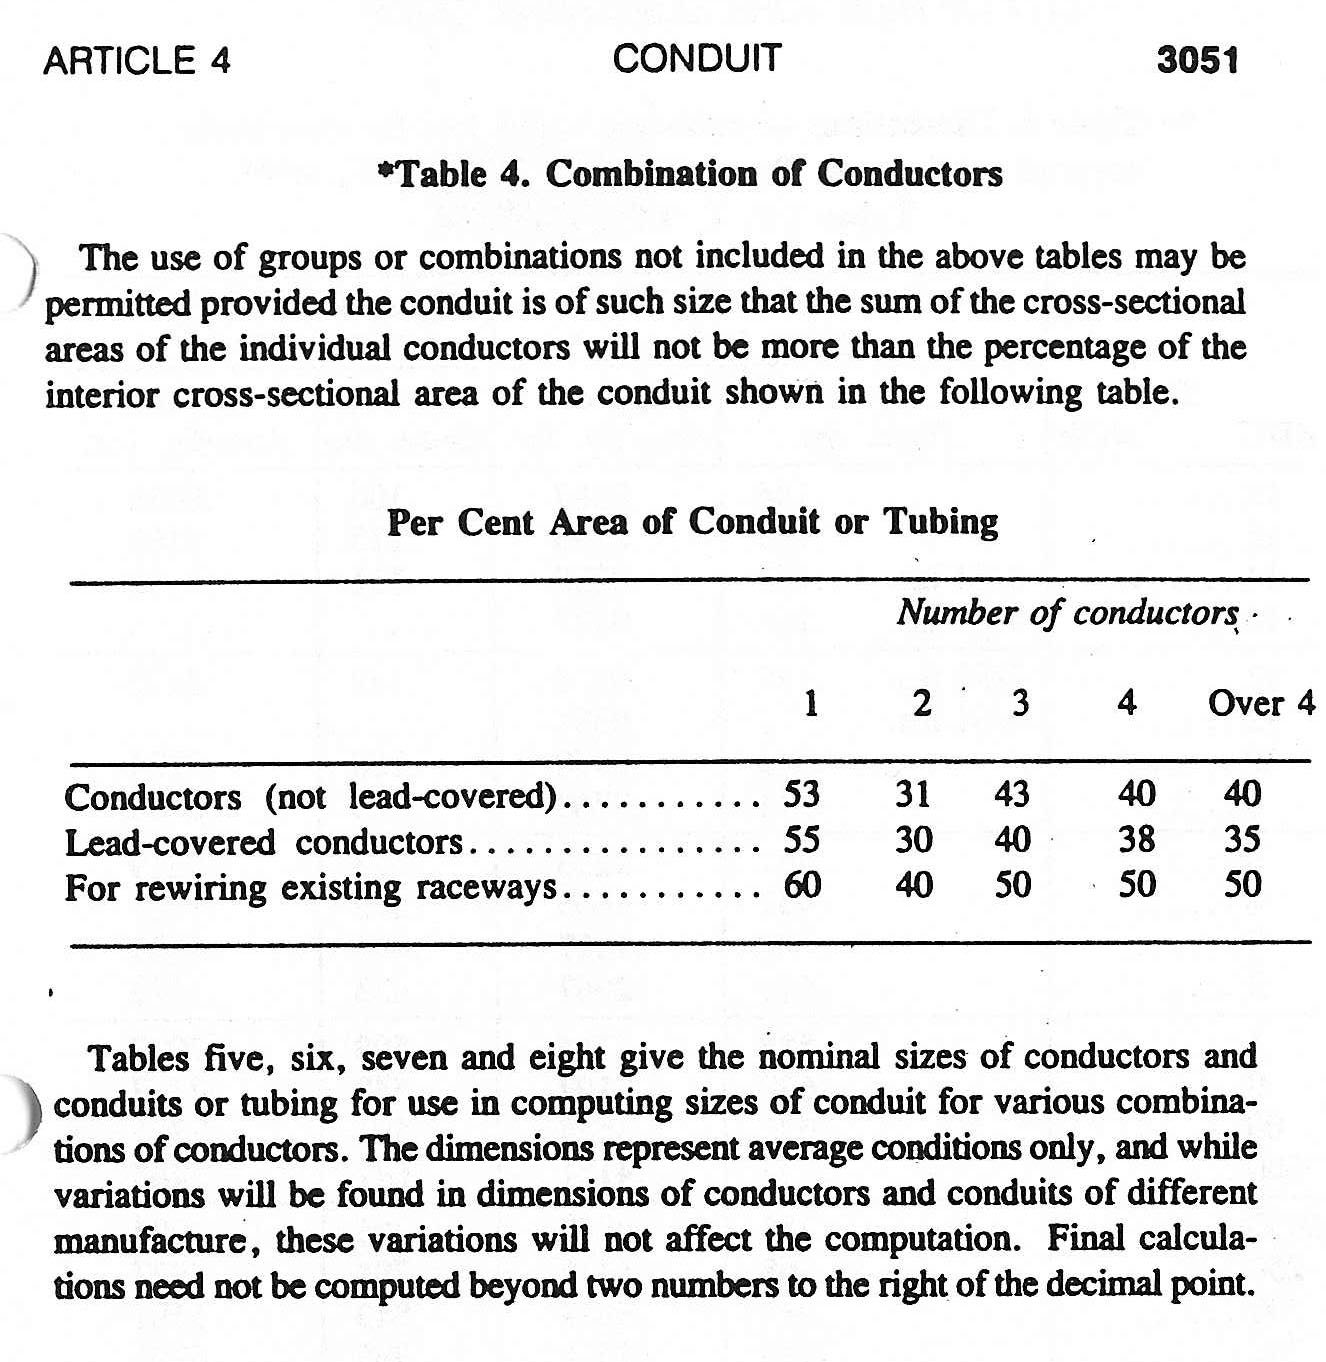 ARTICLE 4 CONDUIT 3051
*Table 4. Combination of Conductors
The use of groups or combinations not included in the above tables may be
permitted provided the conduit is of such size that the sum of the cross-sectional
areas of the individual conductors will not be more than the percentage of the
interior cross-sectional area of the conduit shown in the following table.
Per Cent Area of Conduit or Tubing
Number of conductors
1 2 3 4 Over 4
Conductors (not lead-covered)........... 53 31 43 40 40
Lead-covered conductors................ 55 30 40 38 35
For rewiring existing raceways........... 60 40 50 50 50
Tables five, six, seven and eight give the nominal sizes of conductors and
conduits or tubing for use in computing sizes of conduit for various combina-
tions of conductors. The dimensions represent average conditions only, and while
variations will be found in dimensions of conductors and conduits of different
manufacture, these variations will not affect the computation. Final calcula-
tions need not be computed beyond two numbers to the right of the decimal point.